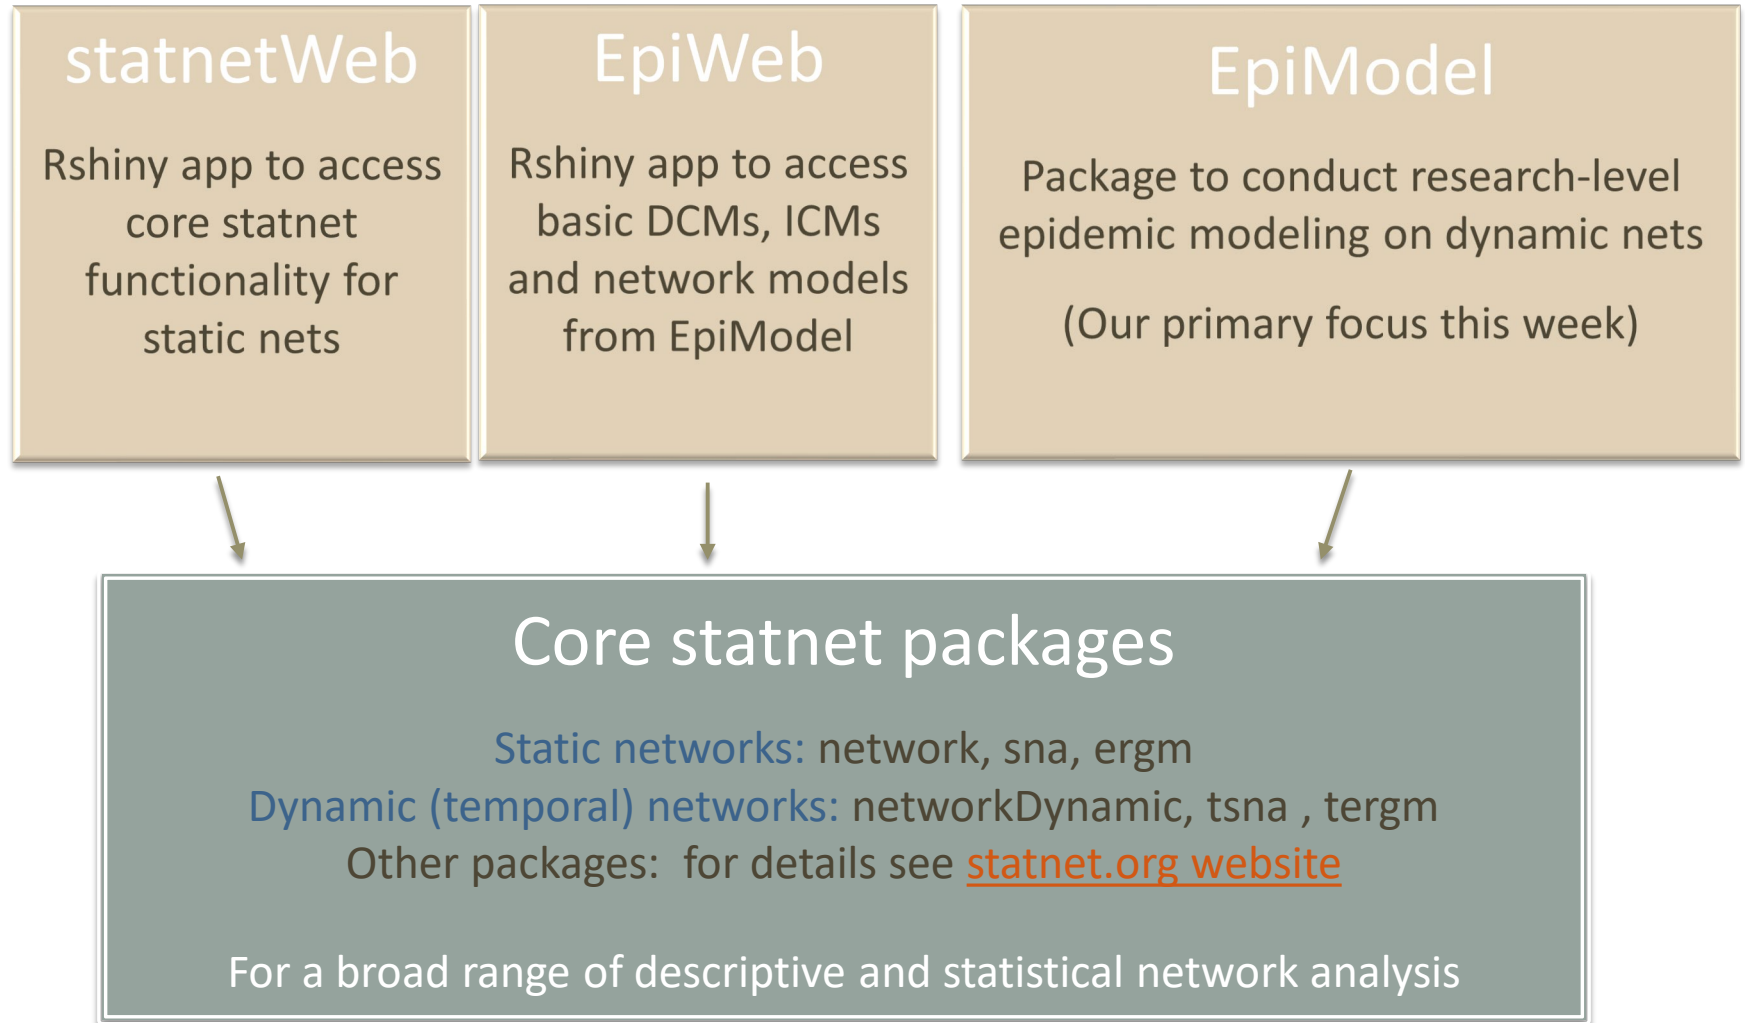 statnetWeb
Rshiny app to access
core statnet
functionality for
static nets
EpiWeb
Rshiny app to access
basic DCMs, ICMs
and network models
from EpiModel
EpiModel
Package to conduct research-level
epidemic modeling on dynamic nets
(Our primary focus this week)
Core statnet packages
Static networks: network, sna, ergm
Dynamic (temporal) networks: networkDynamic, tsna , tergm
Other packages:  for details see statnet.org website
For a broad range of descriptive and statistical network analysis